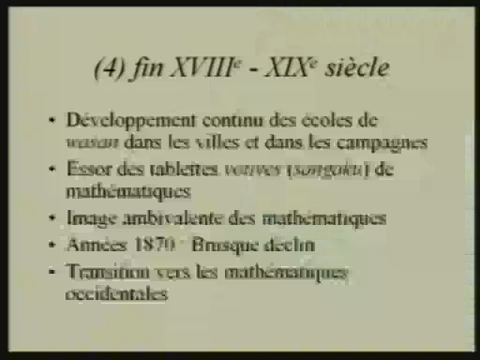 (4) fin XVIIIe - XIXe siècle
• Développement continu des écoles de
wasan dans les villes et dans les campagnes
• Essor des tablettes votives (sangaku) de
mathématiques
• Image ambivalente des mathématiques
• Années 1870 : Brusque déclin
• Transition vers les mathématiques
occidentales